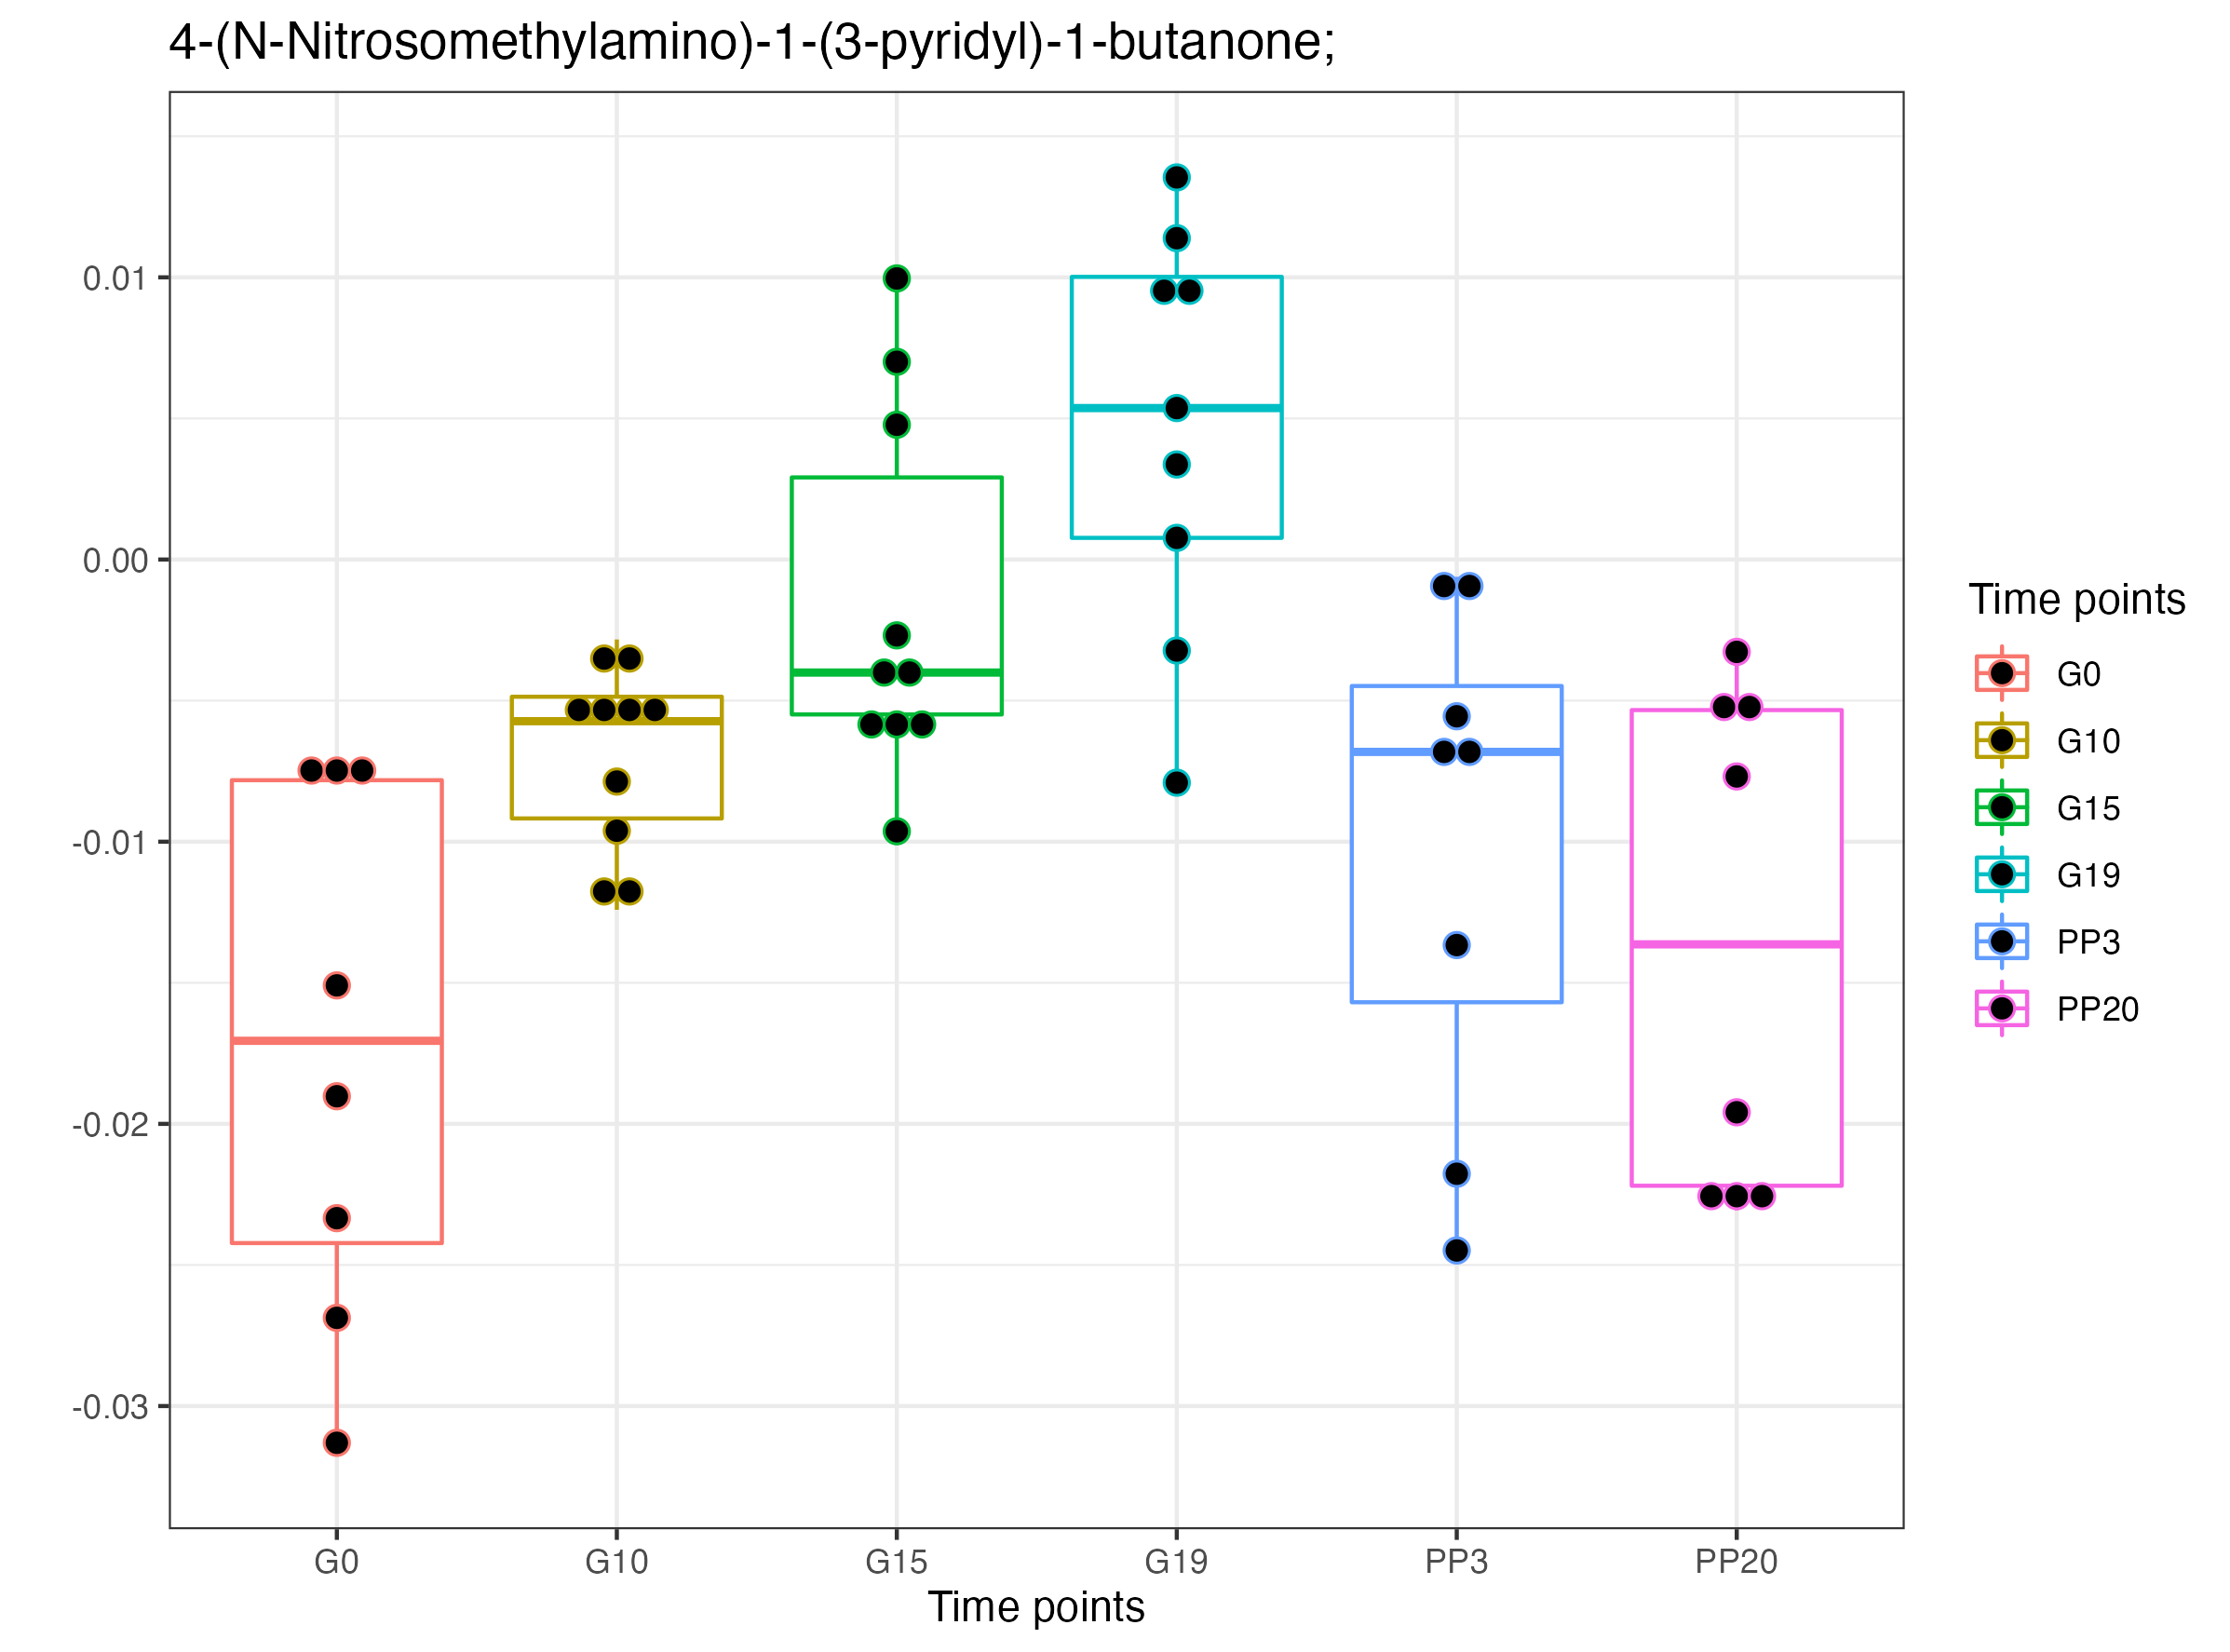 4-(N-Nitrosomethylamino)-1-(3-pyridyl)-1-butanone;
0.01
0.00
-0.01
-0.02
-0.03
G0 G10 G15 G19 PP3 PP20
Time points
Time points
G0
G10
G15
G19
PP3
PP20